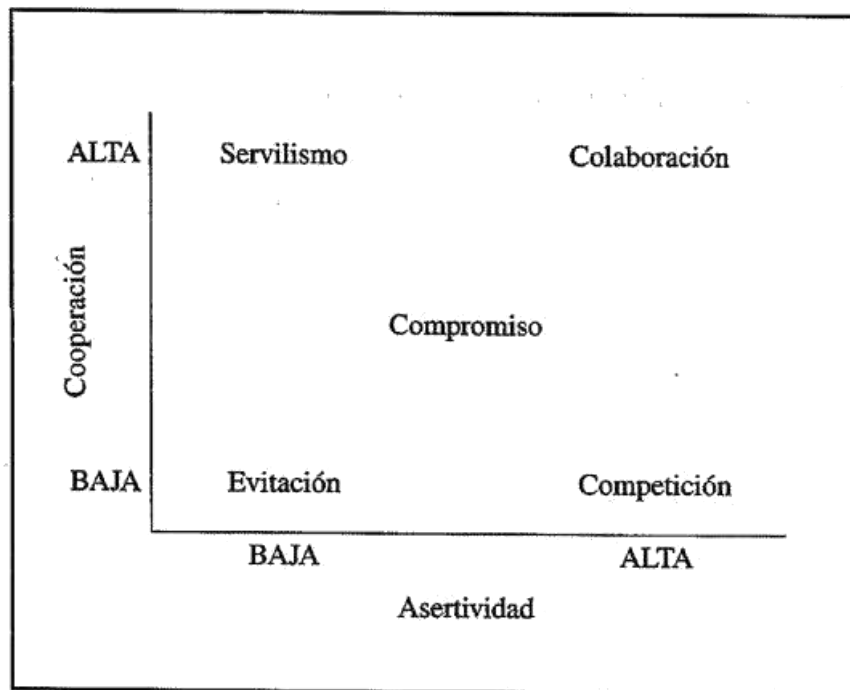 ALTA Servilismo Colaboración
Cooperación
Compromiso
BAJA Evitación Competición
BAJA ALTA
Asertividad